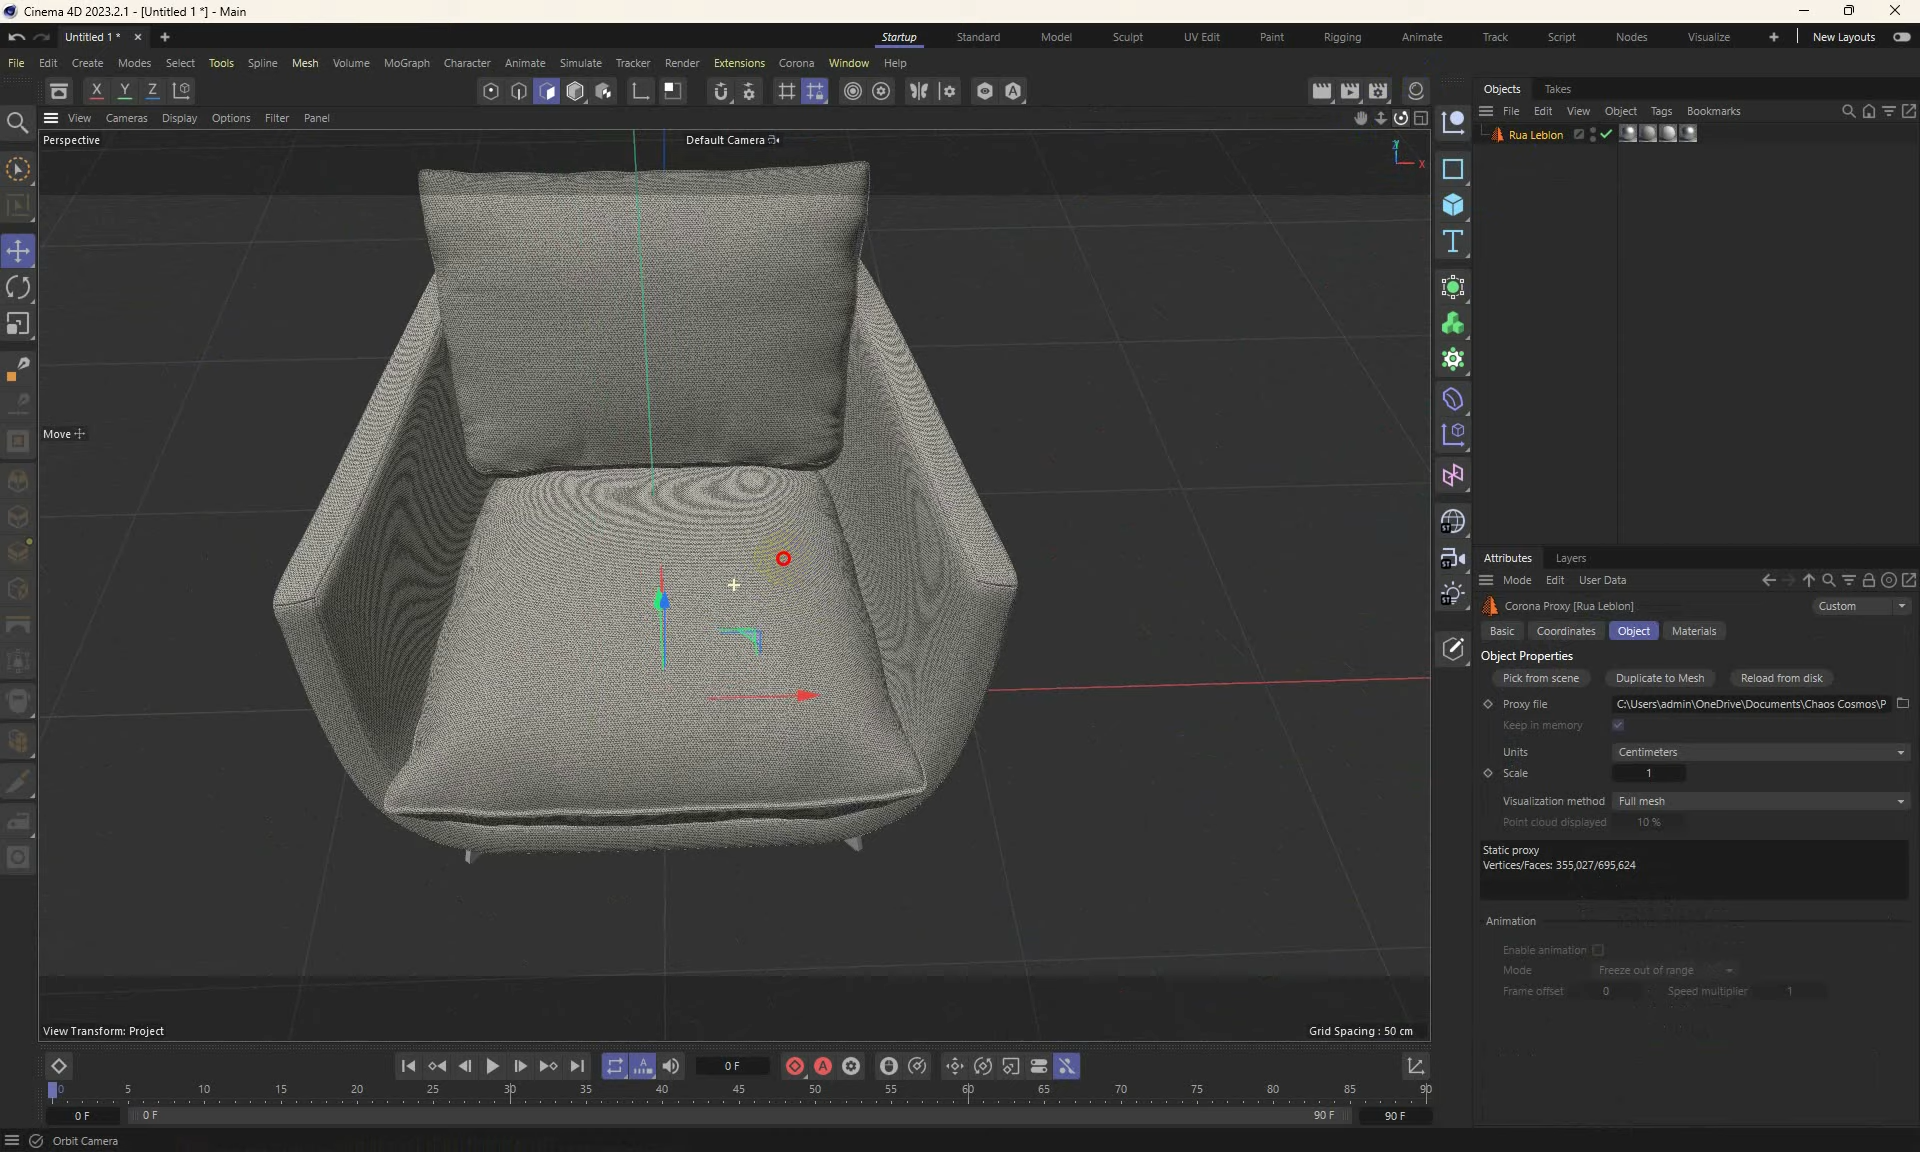 Cinema 4D 2023.2.1 - [Untitled 1 *] - Main
Untitled 1 *
Startup Standard Model Sculpt UV Edit Paint Rigging Animate Track Script Nodes Visualize New Layouts
File Edit Create Modes Select Tools Spline Mesh Volume MoGraph Character Animate Simulate Tracker Render Extensions Corona Window Help
X Y Z
View Cameras Display Options Filter Panel
Perspective
Default Camera
Y
X
Move
View Transform: Project
Grid Spacing : 50 cm
Objects Takes
File Edit View Object Tags Bookmarks
Rua Leblon
ST
ST
ST
Attributes Layers
Mode Edit User Data
Corona Proxy [Rua Leblon]
Custom
Basic Coordinates Object Materials
Object Properties
Pick from scene Duplicate to Mesh Reload from disk
Proxy file C:\Users\admin\OneDrive\Documents\Chaos Cosmos\P
Keep in memory
Units Centimeters
Scale 1
Visualization method Full mesh
Point cloud displayed 10 %
Static proxy
Vertices/Faces: 355,027/695,624
Animation
Enable animation
Mode Freeze out of range
Frame offset 0 Speed multiplier 1
0 F
0 5 10 15 20 25 30 35 40 45 50 55 60 65 70 75 80 85 90
0 F 0 F 90 F 90 F
Orbit Camera